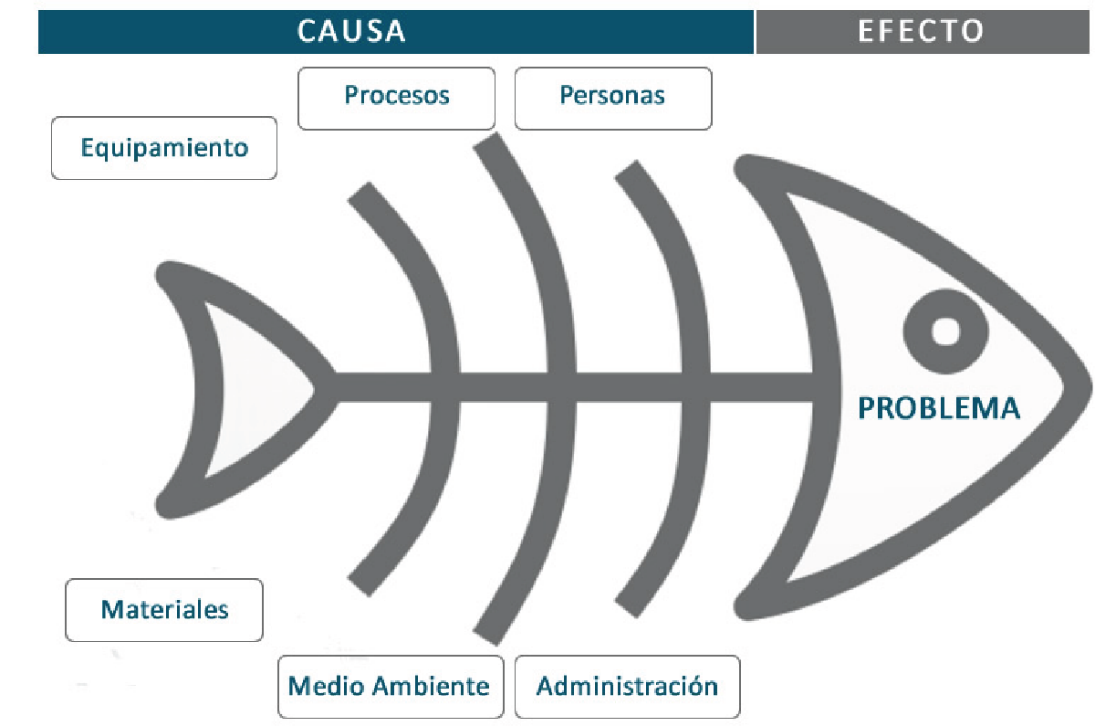 CAUSA
EFECTO
Procesos
Personas
Equipamiento
PROBLEMA
Materiales
Medio Ambiente
Administración